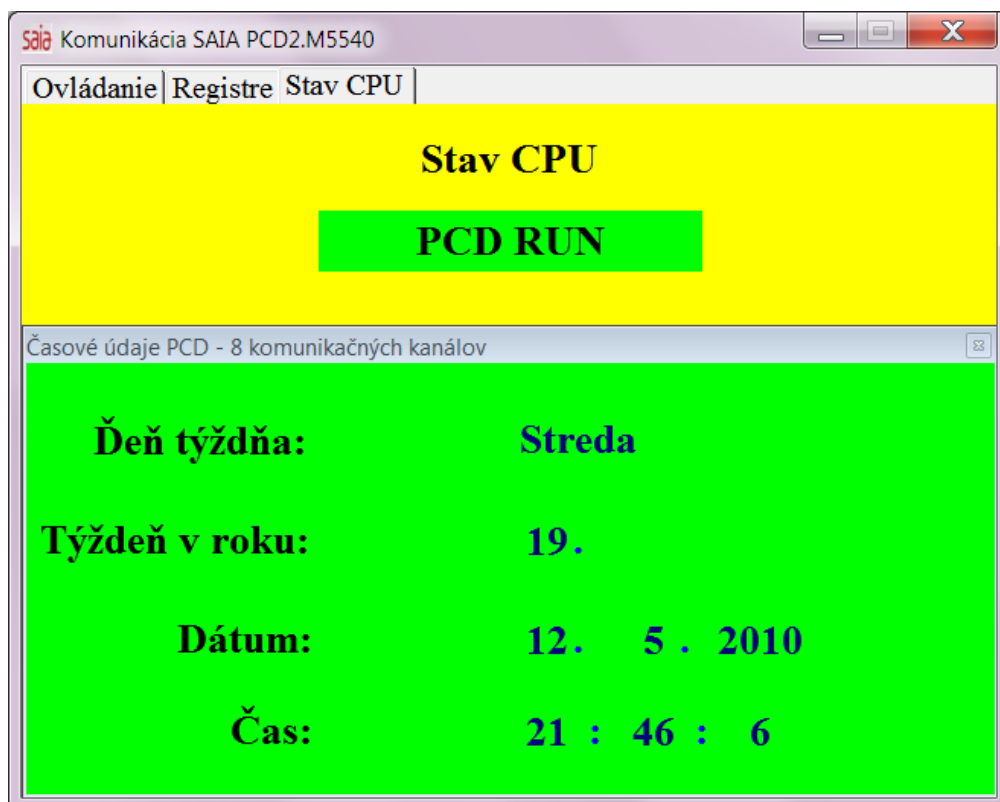 saia Komunikácia SAIA PCD2.M5540
Ovládanie Registre Stav CPU
Stav CPU
PCD RUN
Časové údaje PCD - 8 komunikačných kanálov
Ďeň týždňa: Streda
Týždeň v roku: 19.
Dátum: 12. 5 . 2010
Čas: 21 : 46 : 6